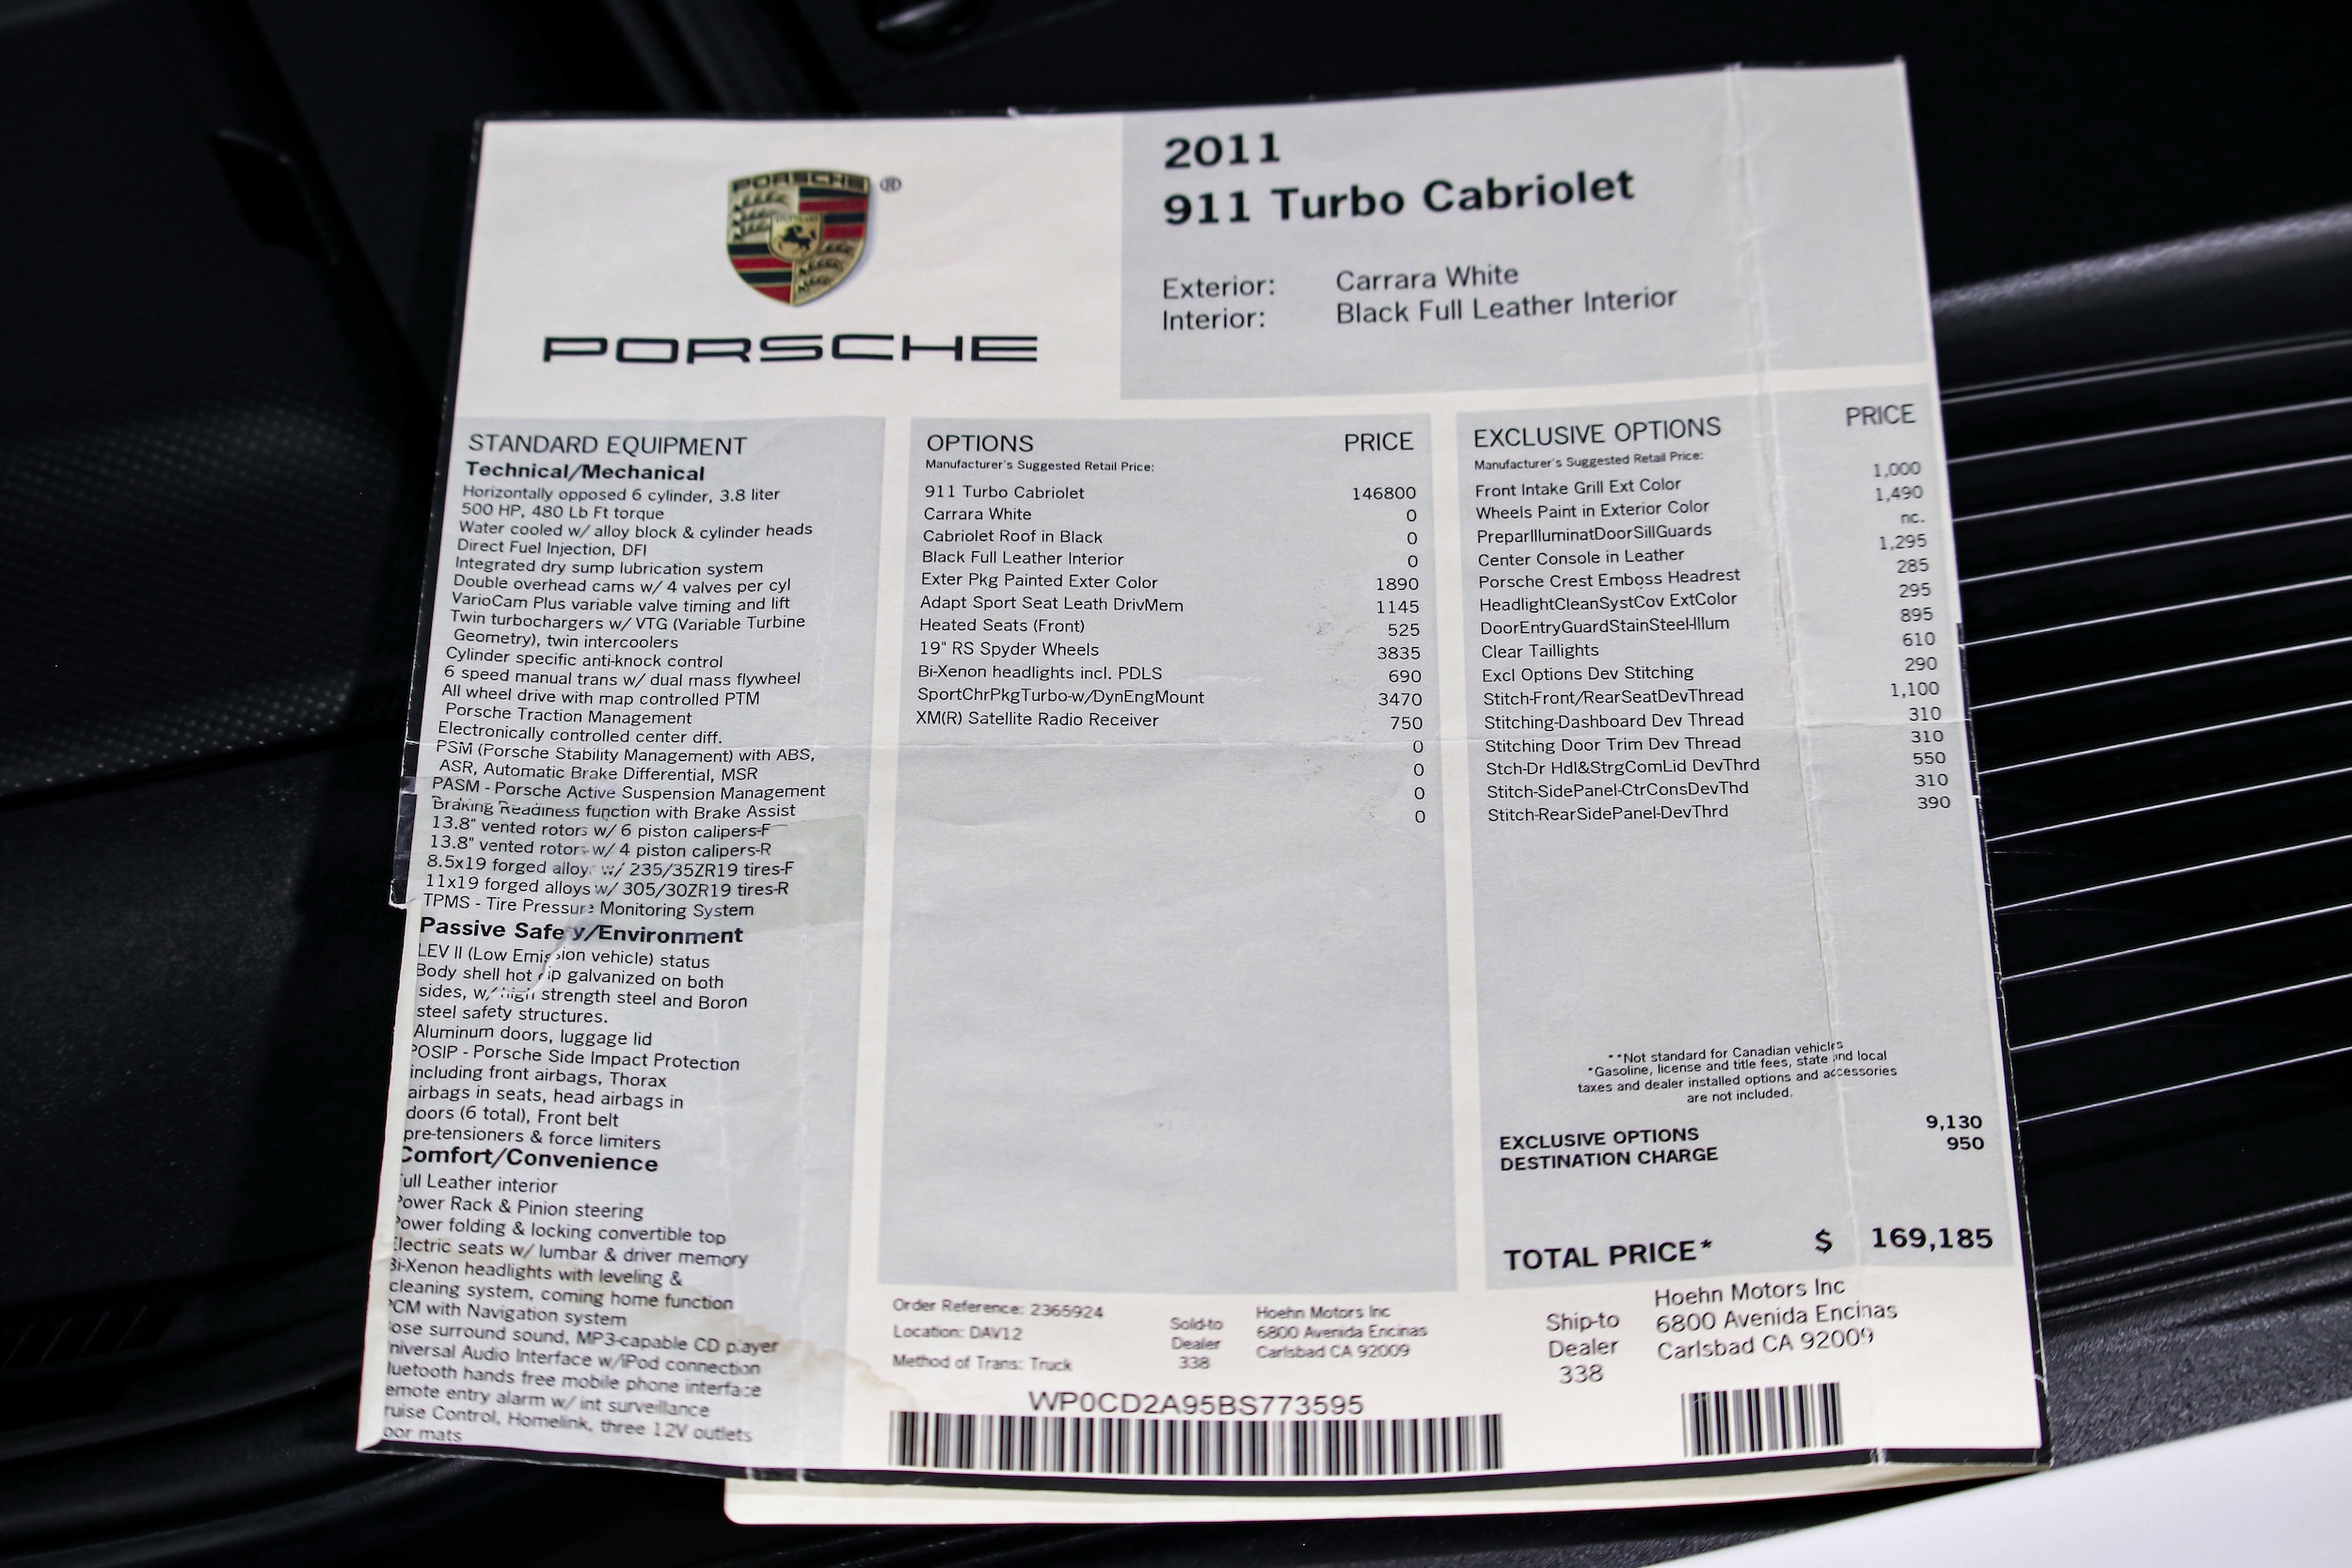 PORSCHE
®
PORSCHE
2011
911 Turbo Cabriolet
Exterior: Carrara White
Interior: Black Full Leather Interior
STANDARD EQUIPMENT
Technical/Mechanical
Horizontally opposed 6 cylinder, 3.8 liter
500 HP, 480 Lb Ft torque
Water cooled w/ alloy block & cylinder heads
Direct Fuel Injection, DFI
Integrated dry sump lubrication system
Double overhead cams w/ 4 valves per cyl
VarioCam Plus variable valve timing and lift
Twin turbochargers w/ VTG (Variable Turbine
Geometry), twin intercoolers
Cylinder specific anti-knock control
6 speed manual trans w/ dual mass flywheel
All wheel drive with map controlled PTM
Porsche Traction Management
Electronically controlled center diff.
PSM (Porsche Stability Management) with ABS,
ASR, Automatic Brake Differential, MSR
PASM - Porsche Active Suspension Management
Braking Readiness function with Brake Assist
13.8" vented rotors w/ 6 piston calipers-F
13.8" vented rotors w/ 4 piston calipers-R
8.5x19 forged alloy w/ 235/35ZR19 tires-F
11x19 forged alloys w/ 305/30ZR19 tires-R
TPMS - Tire Pressure Monitoring System
Passive Safe y/Environment
LEV II (Low Emission vehicle) status
Body shell hot dip galvanized on both
sides, w/ high strength steel and Boron
steel safety structures.
Aluminum doors, luggage lid
POSIP - Porsche Side Impact Protection
including front airbags, Thorax
airbags in seats, head airbags in
doors (6 total), Front belt
pre-tensioners & force limiters
Comfort/Convenience
Full Leather interior
Power Rack & Pinion steering
Power folding & locking convertible top
Electric seats w/ lumbar & driver memory
Bi-Xenon headlights with leveling &
cleaning system, coming home function
PCM with Navigation system
ose surround sound, MP3-capable CD player
niversal Audio Interface w/iPod connection
luetooth hands free mobile phone interface
emote entry alarm w/ int surveillance
ruise Control, Homelink, three 12V outlets
oor mats
OPTIONS PRICE
Manufacturer's Suggested Retail Price:
911 Turbo Cabriolet 146800
Carrara White 0
Cabriolet Roof in Black 0
Black Full Leather Interior 0
Exter Pkg Painted Exter Color 1890
Adapt Sport Seat Leath DrivMem 1145
Heated Seats (Front) 525
19" RS Spyder Wheels 3835
Bi-Xenon headlights incl. PDLS 690
SportChrPkgTurbo-w/DynEngMount 3470
XM(R) Satellite Radio Receiver 750
0
0
0
0
EXCLUSIVE OPTIONS PRICE
Manufacturer's Suggested Retail Price:
Front Intake Grill Ext Color 1,000
Wheels Paint in Exterior Color 1,490
PreparIlluminatDoorSillGuards nc.
Center Console in Leather 1,295
Porsche Crest Emboss Headrest 285
HeadlightCleanSystCov ExtColor 295
DoorEntryGuardStainSteel-Illum 895
Clear Taillights 610
Excl Options Dev Stitching 290
Stitch-Front/RearSeatDevThread 1,100
Stitching-Dashboard Dev Thread 310
Stitching Door Trim Dev Thread 310
Stch-Dr Hdl&StrgComLid DevThrd 550
Stitch-SidePanel-CtrConsDevThd 310
Stitch-RearSidePanel-DevThrd 390
**Not standard for Canadian vehicles
*Gasoline, license and title fees, state and local
taxes and dealer installed options and accessories
are not included.
EXCLUSIVE OPTIONS 9,130
DESTINATION CHARGE 950
TOTAL PRICE* $ 169,185
Order Reference: 2365924
Location: DAV12
Method of Trans: Truck
Sold-to
Dealer
338
Hoehn Motors Inc
6800 Avenida Encinas
Carlsbad CA 92009
Ship-to
Dealer
338
Hoehn Motors Inc
6800 Avenida Encinas
Carlsbad CA 92009
WP0CD2A95BS773595